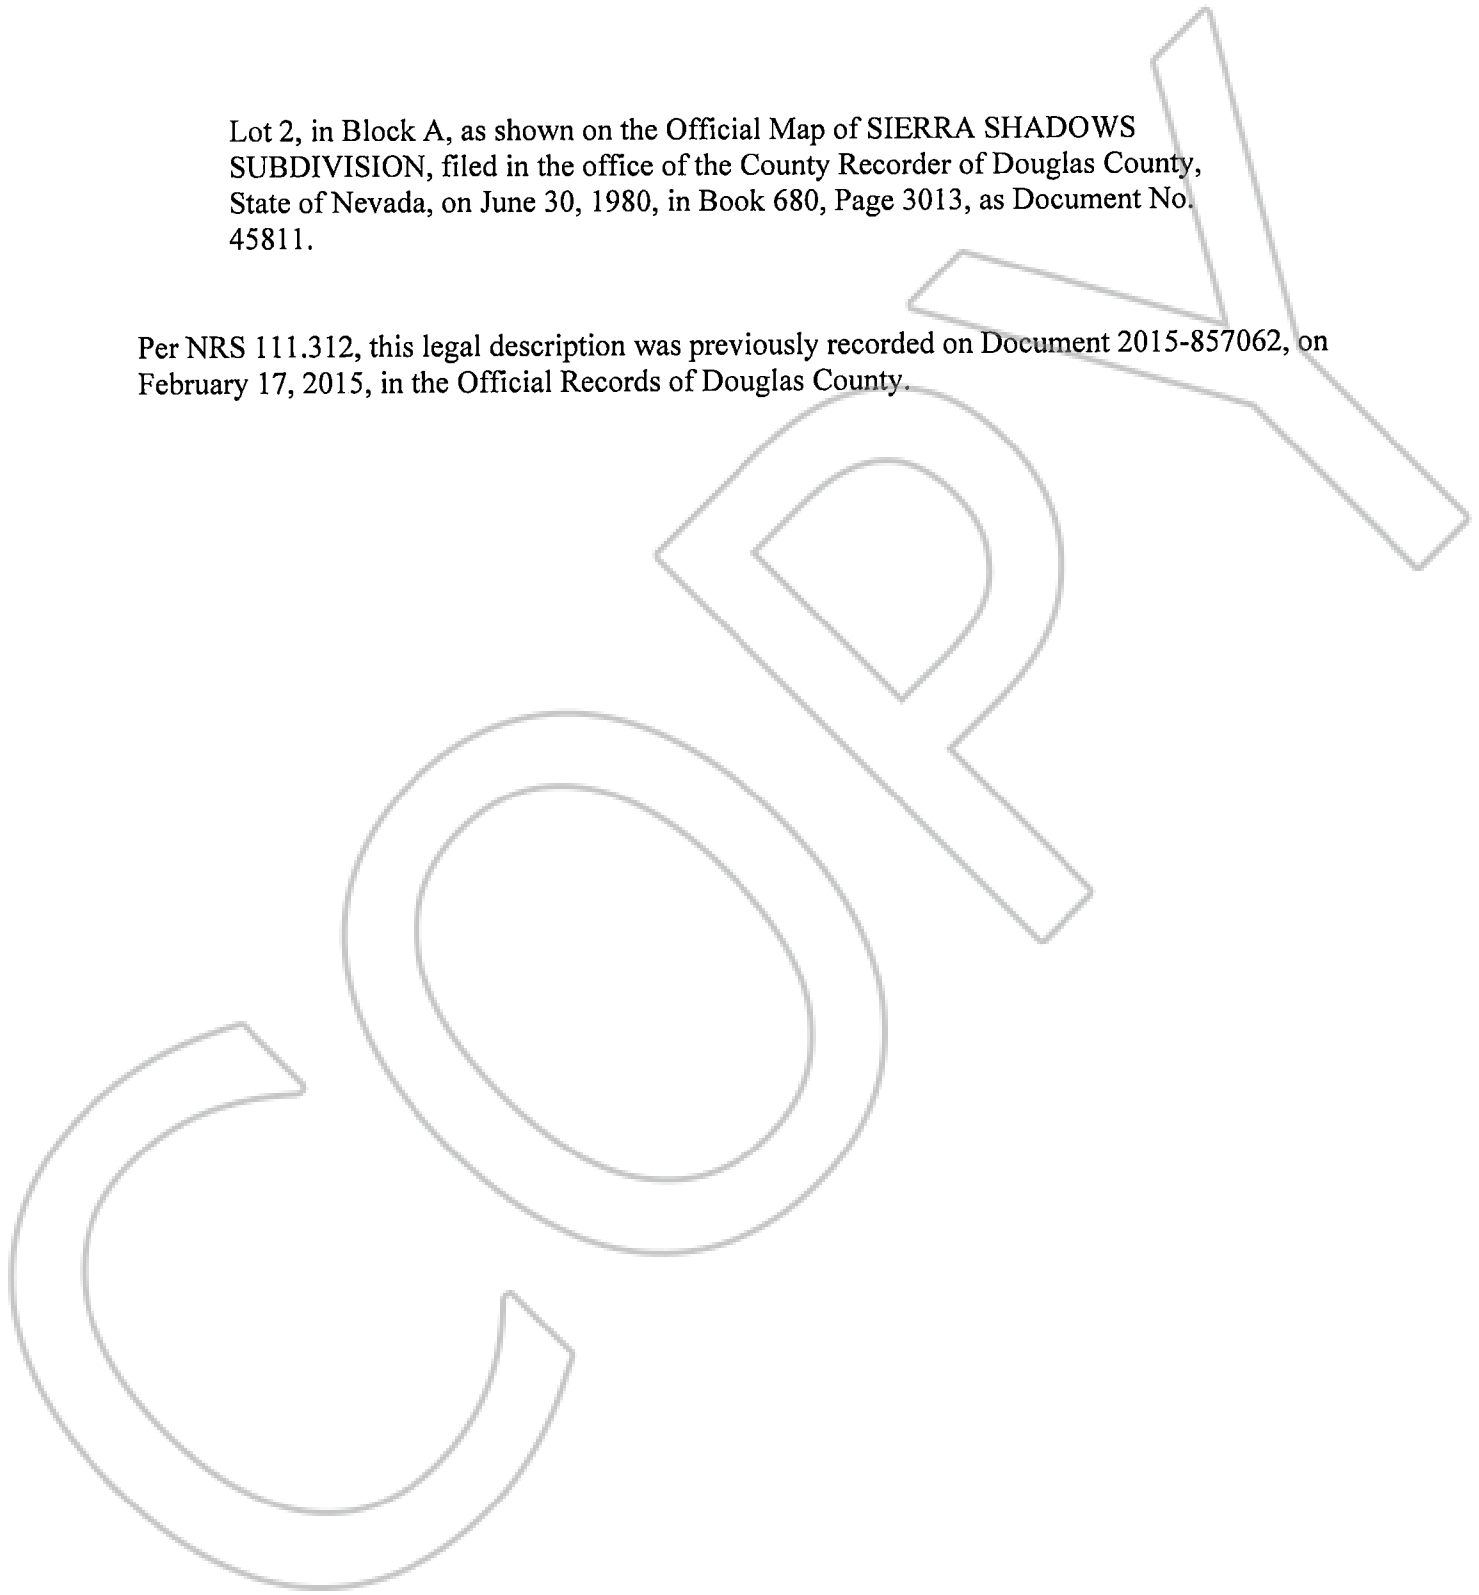 Lot 2, in Block A, as shown on the Official Map of SIERRA SHADOWS
SUBDIVISION, filed in the office of the County Recorder of Douglas County,
State of Nevada, on June 30, 1980, in Book 680, Page 3013, as Document No.
45811.
Per NRS 111.312, this legal description was previously recorded on Document 2015-857062, on
February 17, 2015, in the Official Records of Douglas County.
COPY